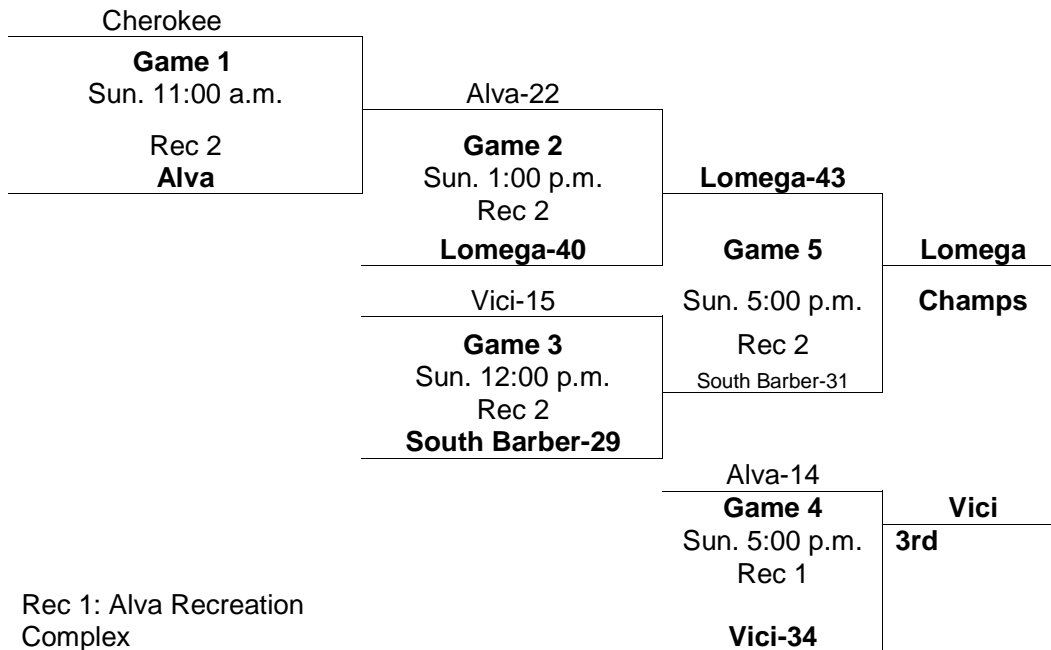 Cherokee
Game 1
Sun. 11:00 a.m.
Rec 2
Alva
Alva-22
Game 2
Sun. 1:00 p.m.
Rec 2
Lomega-40
Vici-15
Game 3
Sun. 12:00 p.m.
Rec 2
South Barber-29
Lomega-43
Game 5
Sun. 5:00 p.m.
Rec 2
South Barber-31
Lomega
Champs
Alva-14
Game 4
Sun. 5:00 p.m.
Rec 1
Vici-34
Vici
3rd
Rec 1: Alva Recreation
Complex